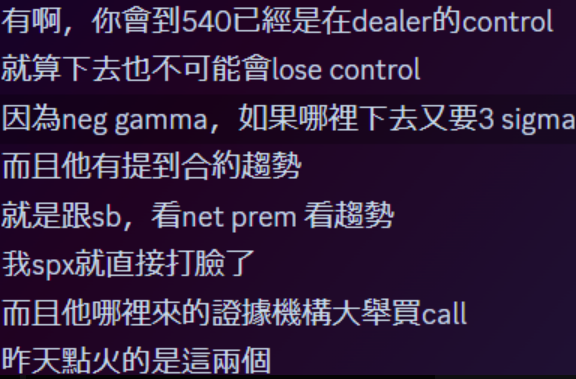 有啊，你會到540已經是在dealer的control
就算下去也不可能會lose control
因為neg gamma，如果哪裡下去又要3 sigma
而且他有提到合約趨勢
就是跟sb，看net prem 看趨勢
我spx就直接打臉了
而且他哪裡來的證據機構大舉買call
昨天點火的是這兩個